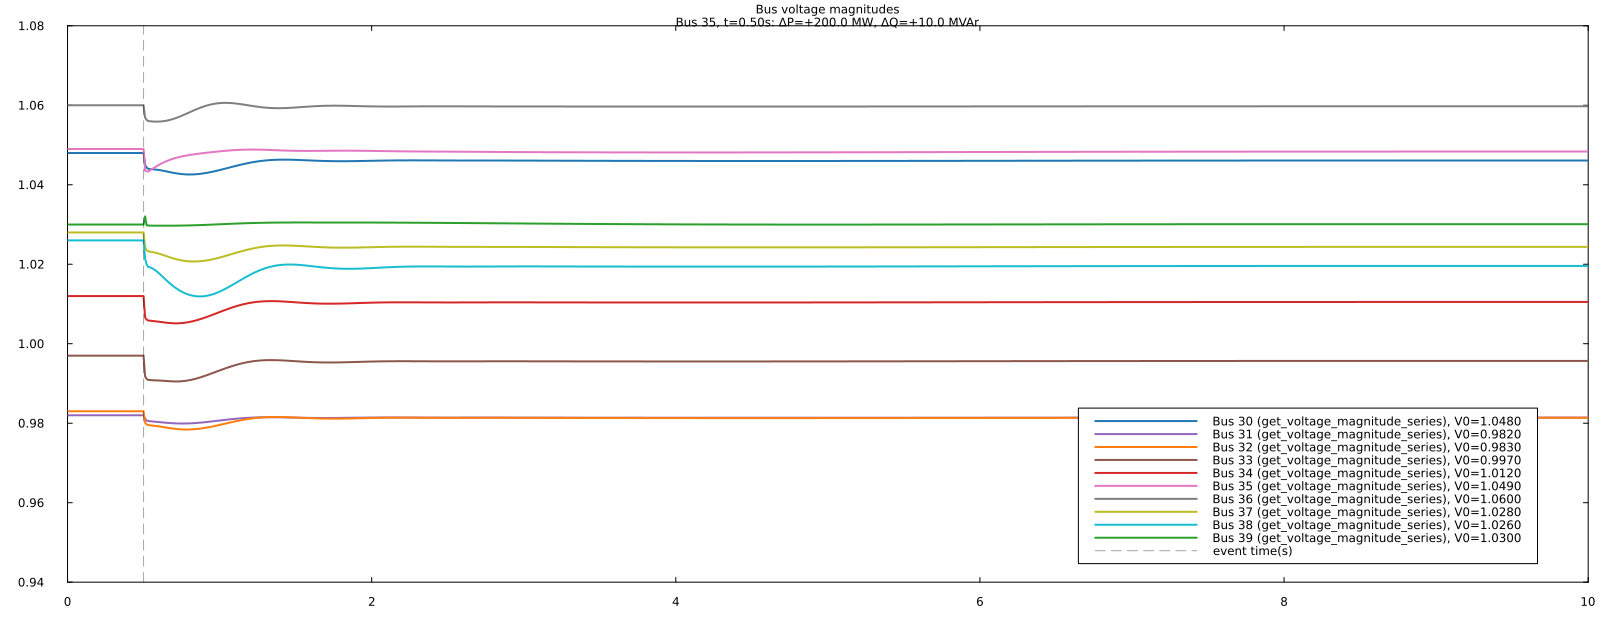 Bus voltage magnitudes
Bus 35, t=0.50s: ΔP=+200.0 MW, ΔQ=+10.0 MVAr
1.08
1.06
1.04
1.02
1.00
0.98
0.96
0.94
Bus 30 (get_voltage_magnitude_series), V0=1.0480
Bus 31 (get_voltage_magnitude_series), V0=0.9820
Bus 32 (get_voltage_magnitude_series), V0=0.9830
Bus 33 (get_voltage_magnitude_series), V0=0.9970
Bus 34 (get_voltage_magnitude_series), V0=1.0120
Bus 35 (get_voltage_magnitude_series), V0=1.0490
Bus 36 (get_voltage_magnitude_series), V0=1.0600
Bus 37 (get_voltage_magnitude_series), V0=1.0280
Bus 38 (get_voltage_magnitude_series), V0=1.0260
Bus 39 (get_voltage_magnitude_series), V0=1.0300
event time(s)
0 2 4 6 8 10